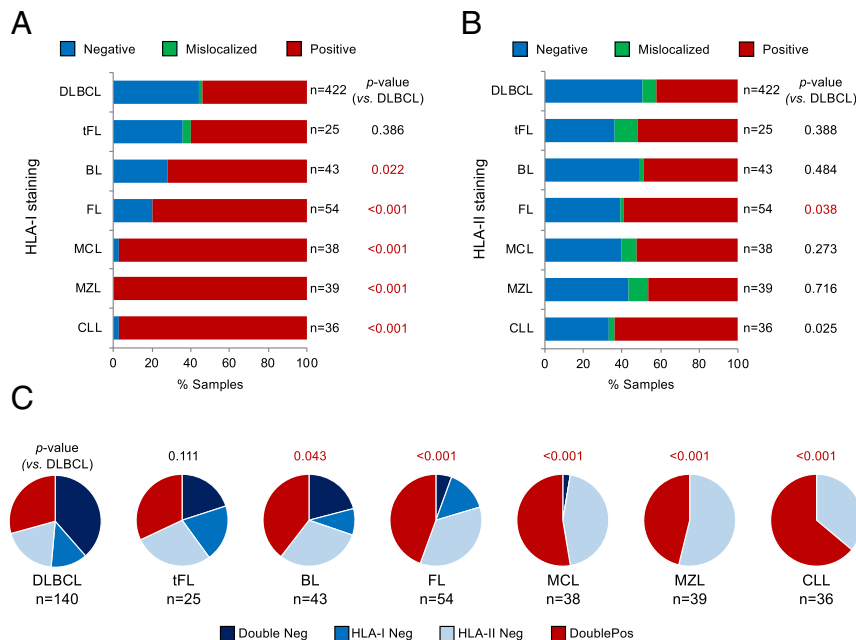 A
Negative Mislocalized Positive
p-value
(vs. DLBCL)
HLA-I staining
DLBCL n=422
tFL n=25 0.386
BL n=43 0.022
FL n=54 <0.001
MCL n=38 <0.001
MZL n=39 <0.001
CLL n=36 <0.001
0 20 40 60 80 100
% Samples
B
Negative Mislocalized Positive
p-value
(vs. DLBCL)
HLA-II staining
DLBCL n=422
tFL n=25 0.388
BL n=43 0.484
FL n=54 0.038
MCL n=38 0.273
MZL n=39 0.716
CLL n=36 0.025
0 20 40 60 80 100
% Samples
C
p-value
(vs. DLBCL)
0.111 0.043 <0.001 <0.001 <0.001 <0.001
DLBCL tFL BL FL MCL MZL CLL
n=140 n=25 n=43 n=54 n=38 n=39 n=36
Double Neg HLA-I Neg HLA-II Neg DoublePos